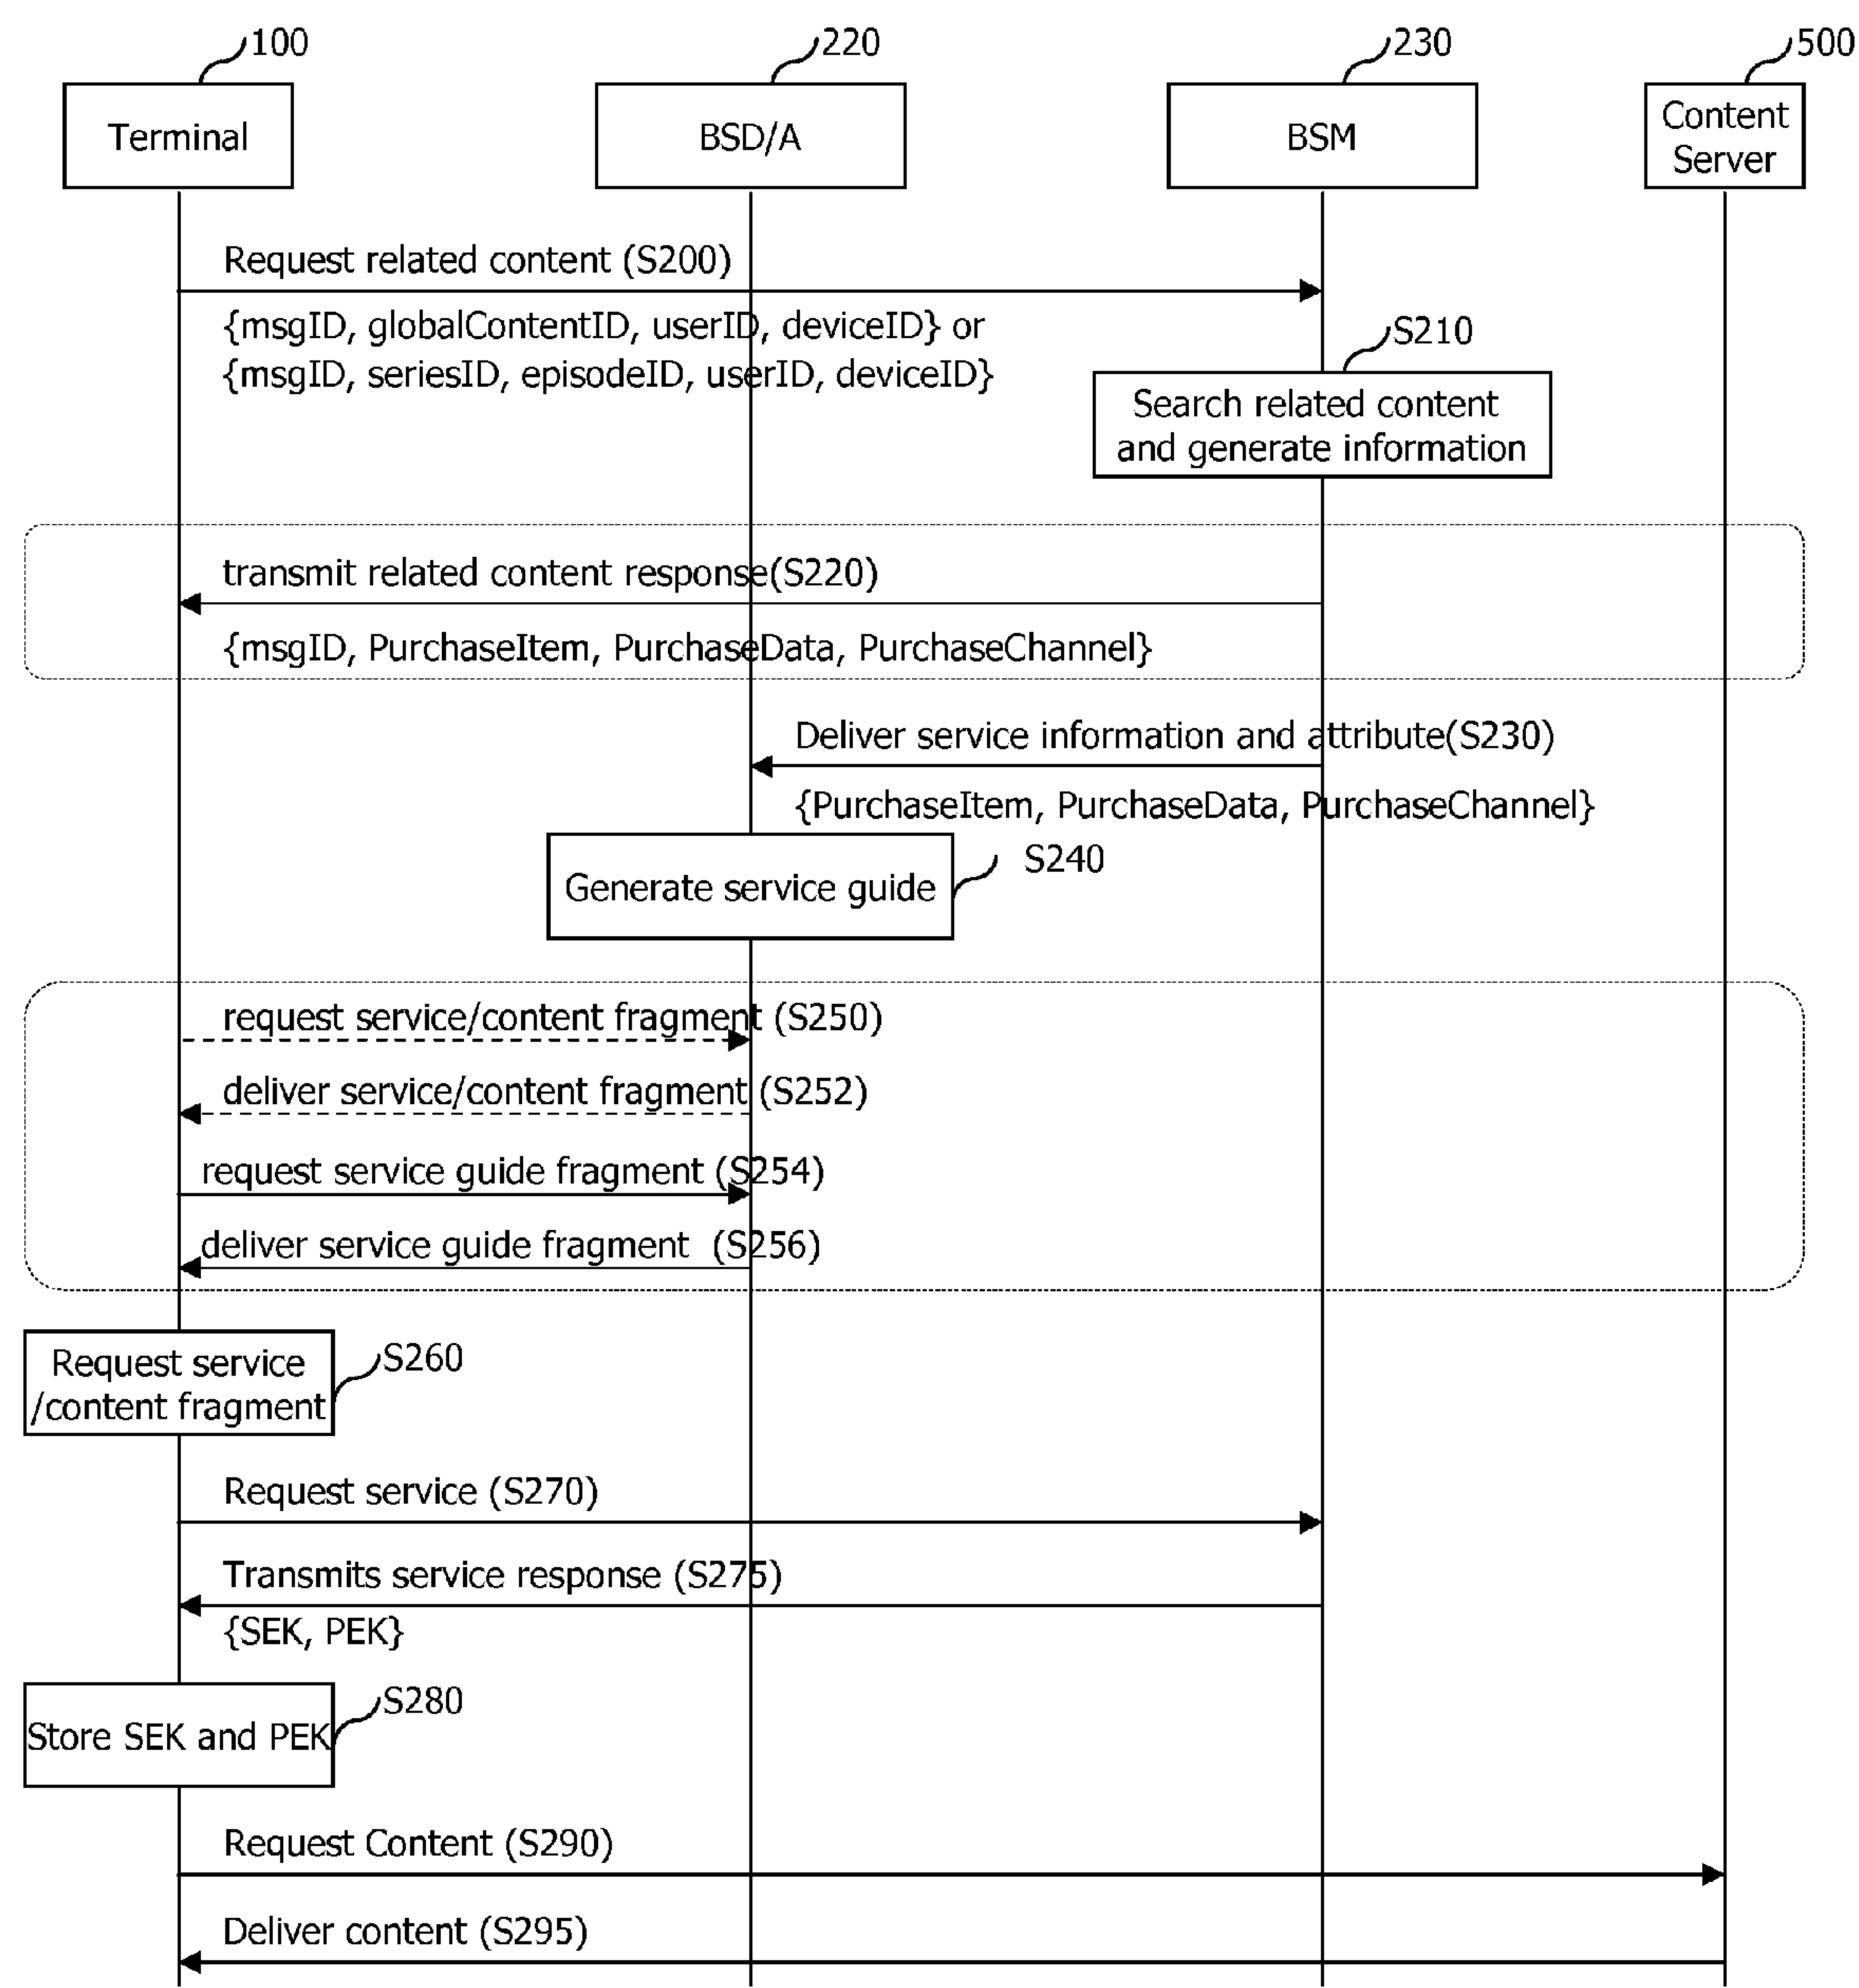 100
220
230
500
Terminal
BSD/A
BSM
Content
Server
Request related content (S200)
{msgID, globalContentID, userID, deviceID} or
{msgID, seriesID, episodeID, userID, deviceID}
S210
Search related content
and generate information
transmit related content response(S220)
{msgID, PurchaseItem, PurchaseData, PurchaseChannel}
Deliver service information and attribute(S230)
{PurchaseItem, PurchaseData, PurchaseChannel}
Generate service guide
S240
request service/content fragment (S250)
deliver service/content fragment (S252)
request service guide fragment (S254)
deliver service guide fragment (S256)
Request service
/content fragment
S260
Request service (S270)
Transmits service response (S275)
{SEK, PEK}
Store SEK and PEK
S280
Request Content (S290)
Deliver content (S295)